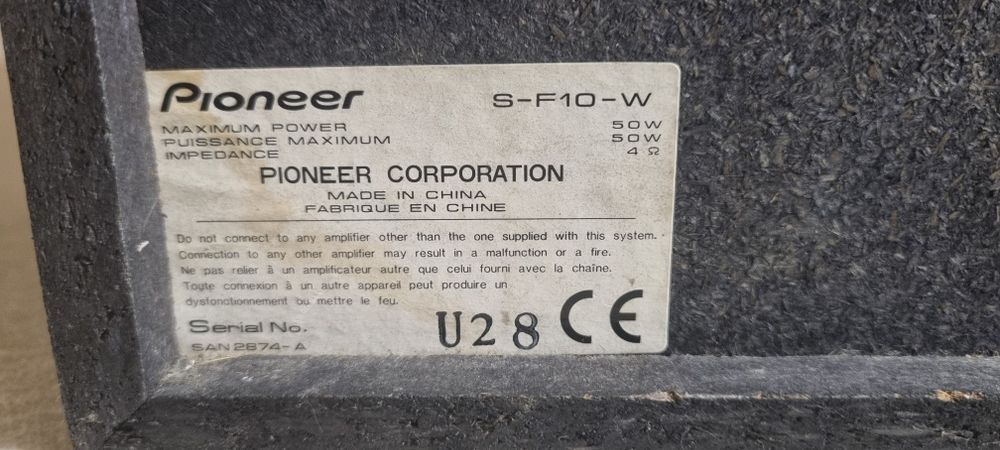 Pioneer S-F10-W
MAXIMUM POWER 50W
PUISSANCE MAXIMUM 50W
IMPEDANCE 4 Ω
PIONEER CORPORATION
MADE IN CHINA
FABRIQUE EN CHINE
Do not connect to any amplifier other than the one supplied with this system.
Connection to any other amplifier may result in a malfunction or a fire.
Ne pas relier à un amplificateur autre que celui fourni avec la chaîne.
Toute connexion à un autre appareil peut produire un
dysfonctionnement ou mettre le feu.
Serial No. U28 CE
SAN2874-A